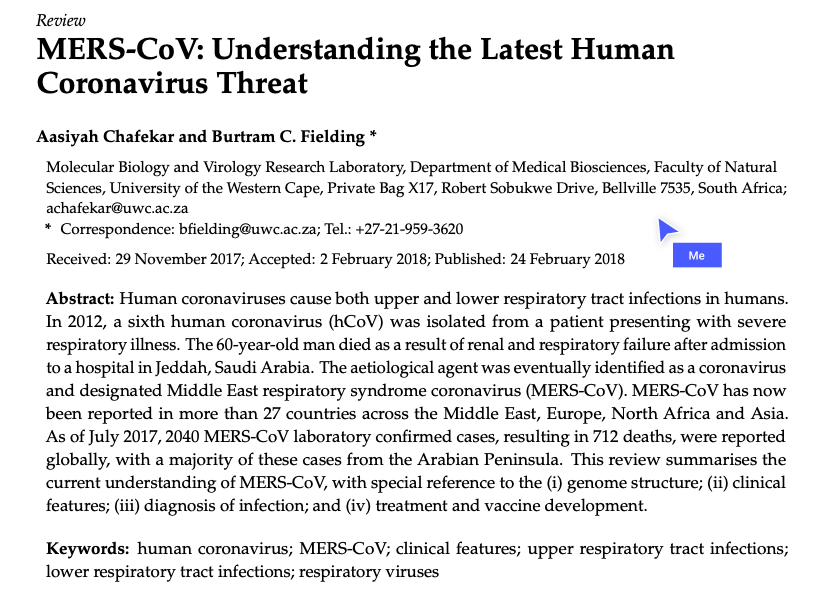 Review
MERS-CoV: Understanding the Latest Human
Coronavirus Threat
Aasiyah Chafekar and Burtram C. Fielding *
Molecular Biology and Virology Research Laboratory, Department of Medical Biosciences, Faculty of Natural
Sciences, University of the Western Cape, Private Bag X17, Robert Sobukwe Drive, Bellville 7535, South Africa;
achafekar@uwc.ac.za
* Correspondence: bfielding@uwc.ac.za; Tel.: +27-21-959-3620
Received: 29 November 2017; Accepted: 2 February 2018; Published: 24 February 2018
Me
Abstract: Human coronaviruses cause both upper and lower respiratory tract infections in humans.
In 2012, a sixth human coronavirus (hCoV) was isolated from a patient presenting with severe
respiratory illness. The 60-year-old man died as a result of renal and respiratory failure after admission
to a hospital in Jeddah, Saudi Arabia. The aetiological agent was eventually identified as a coronavirus
and designated Middle East respiratory syndrome coronavirus (MERS-CoV). MERS-CoV has now
been reported in more than 27 countries across the Middle East, Europe, North Africa and Asia.
As of July 2017, 2040 MERS-CoV laboratory confirmed cases, resulting in 712 deaths, were reported
globally, with a majority of these cases from the Arabian Peninsula. This review summarises the
current understanding of MERS-CoV, with special reference to the (i) genome structure; (ii) clinical
features; (iii) diagnosis of infection; and (iv) treatment and vaccine development.
Keywords: human coronavirus; MERS-CoV; clinical features; upper respiratory tract infections;
lower respiratory tract infections; respiratory viruses